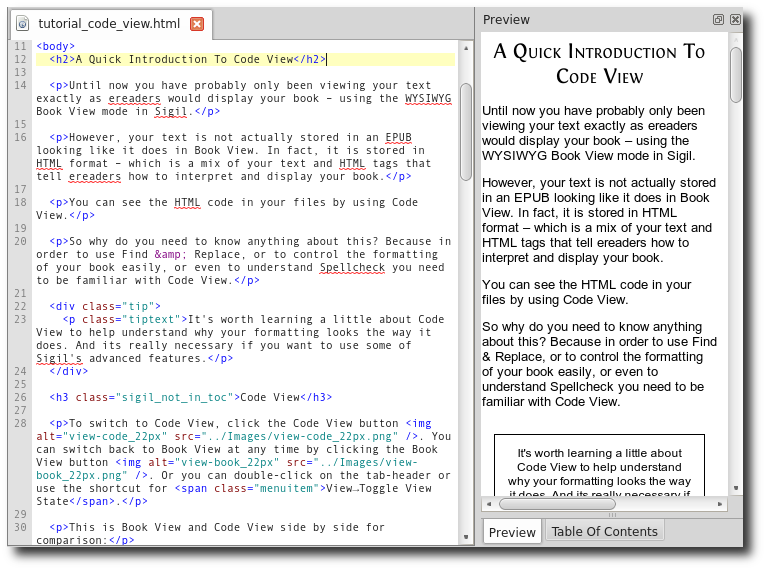 tutorial_code_view.html
11 <body>
12 <h2>A Quick Introduction To Code View</h2>
13
14 <p>Until now you have probably only been viewing your text
exactly as ereaders would display your book – using the WYSIWYG
Book View mode in Sigil.</p>
15
16 <p>However, your text is not actually stored in an EPUB
looking like it does in Book View. In fact, it is stored in
HTML format – which is a mix of your text and HTML tags that
tell ereaders how to interpret and display your book.</p>
17
18 <p>You can see the HTML code in your files by using Code
View.</p>
19
20 <p>So why do you need to know anything about this? Because in
order to use Find &amp; Replace, or to control the formatting
of your book easily, or even to understand Spellcheck you need
to be familiar with Code View.</p>
21
22 <div class="tip">
23 <p class="tiptext">It's worth learning a little about Code
View to help understand why your formatting looks the way it
does. And its really necessary if you want to use some of
Sigil's advanced features.</p>
24 </div>
25
26 <h3 class="sigil_not_in_toc">Code View</h3>
27
28 <p>To switch to Code View, click the Code View button <img
alt="view-code_22px" src="../Images/view-code_22px.png" />. You
can switch back to Book View at any time by clicking the Book
View button <img alt="view-book_22px" src="../Images/view-
book_22px.png" />. Or you can double-click on the tab-header or
use the shortcut for <span class="menuitem">View→Toggle View
State</span>.</p>
29
30 <p>This is Book View and Code View side by side for
comparison:</p>
Preview
A Quick Introduction To
Code View
Until now you have probably only been
viewing your text exactly as ereaders
would display your book – using the
WYSIWYG Book View mode in Sigil.
However, your text is not actually stored
in an EPUB looking like it does in Book
View. In fact, it is stored in HTML
format – which is a mix of your text and
HTML tags that tell ereaders how to
interpret and display your book.
You can see the HTML code in your
files by using Code View.
So why do you need to know anything
about this? Because in order to use Find
& Replace, or to control the formatting
of your book easily, or even to
understand Spellcheck you need to be
familiar with Code View.
It's worth learning a little about
Code View to help understand
why your formatting looks the way
it does. And its really necessary if
Preview
Table Of Contents